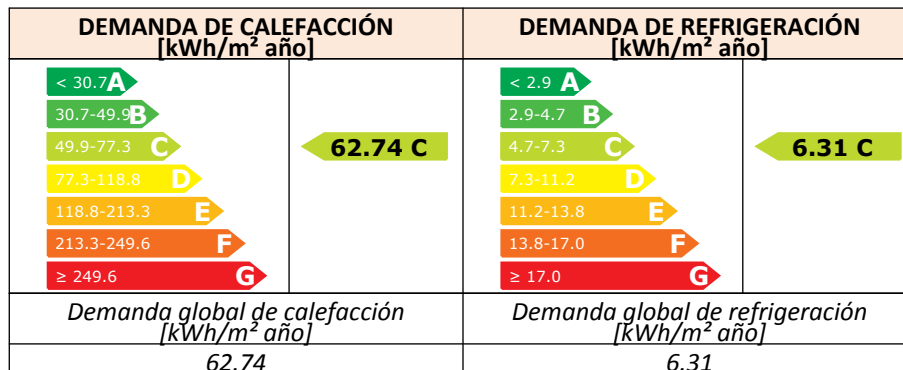 DEMANDA DE CALEFACCIÓN
[kWh/m² año]
DEMANDA DE REFRIGERACIÓN
[kWh/m² año]
< 30.7 A
30.7-49.9 B
49.9-77.3 C
77.3-118.8 D
118.8-213.3 E
213.3-249.6 F
≥ 249.6 G
62.74 C
< 2.9 A
2.9-4.7 B
4.7-7.3 C
7.3-11.2 D
11.2-13.8 E
13.8-17.0 F
≥ 17.0 G
6.31 C
Demanda global de calefacción
[kWh/m² año]
Demanda global de refrigeración
[kWh/m² año]
62.74
6.31